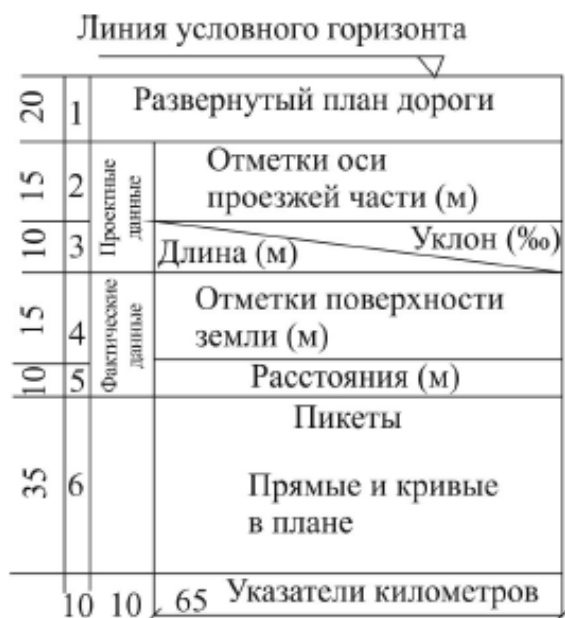 Линия условного горизонта
20 1 Развернутый план дороги
15 2 Проектные данные Отметки оси
проезжей части (м)
10 3 Длина (м) Уклон (‰)
15 4 Фактические данные Отметки поверхности
земли (м)
10 5 Расстояния (м)
Пикеты
35 6 Прямые и кривые
в плане
10 10 65 Указатели километров